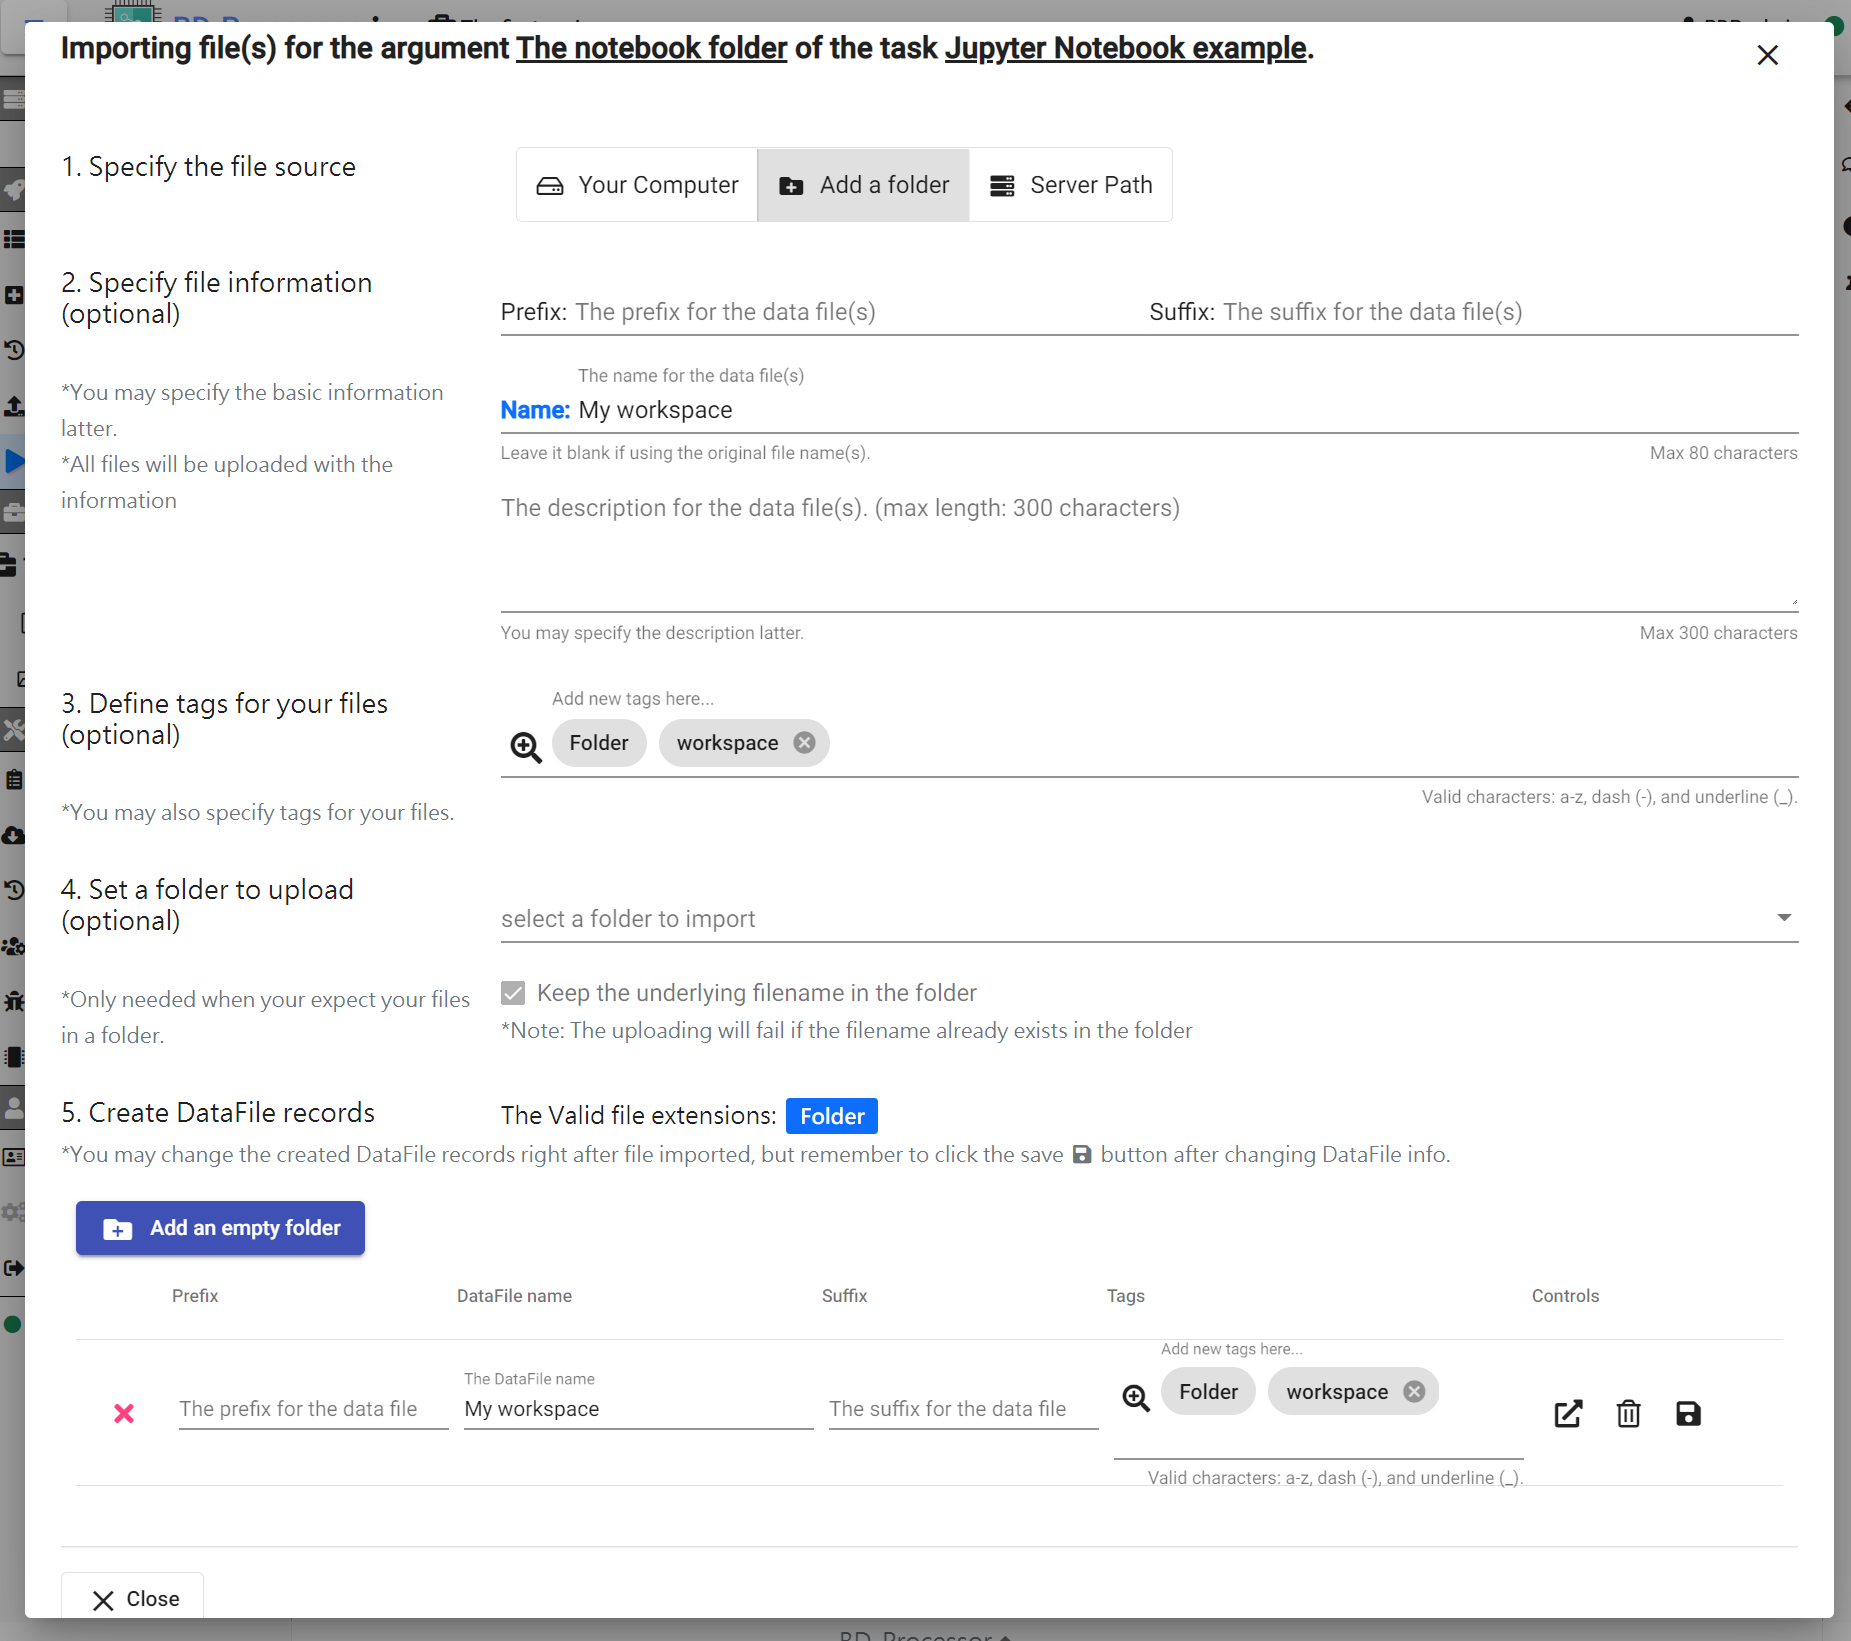 Importing file(s) for the argument The notebook folder of the task Jupyter Notebook example.
1. Specify the file source
Your Computer
Add a folder
Server Path
2. Specify file information
(optional)
Prefix: The prefix for the data file(s)
Suffix: The suffix for the data file(s)
*You may specify the basic information
latter.
*All files will be uploaded with the
information
The name for the data file(s)
Name: My workspace
Leave it blank if using the original file name(s).
Max 80 characters
The description for the data file(s). (max length: 300 characters)
You may specify the description latter.
Max 300 characters
3. Define tags for your files
(optional)
*You may also specify tags for your files.
Add new tags here...
Folder
workspace
Valid characters: a-z, dash (-), and underline (_).
4. Set a folder to upload
(optional)
select a folder to import
*Only needed when your expect your files
in a folder.
Keep the underlying filename in the folder
*Note: The uploading will fail if the filename already exists in the folder
5. Create DataFile records
The Valid file extensions: Folder
*You may change the created DataFile records right after file imported, but remember to click the save button after changing DataFile info.
Add an empty folder
Prefix
DataFile name
Suffix
Tags
Controls
The prefix for the data file
The DataFile name
My workspace
The suffix for the data file
Add new tags here...
Folder
workspace
Valid characters: a-z, dash (-), and underline (_).
Close